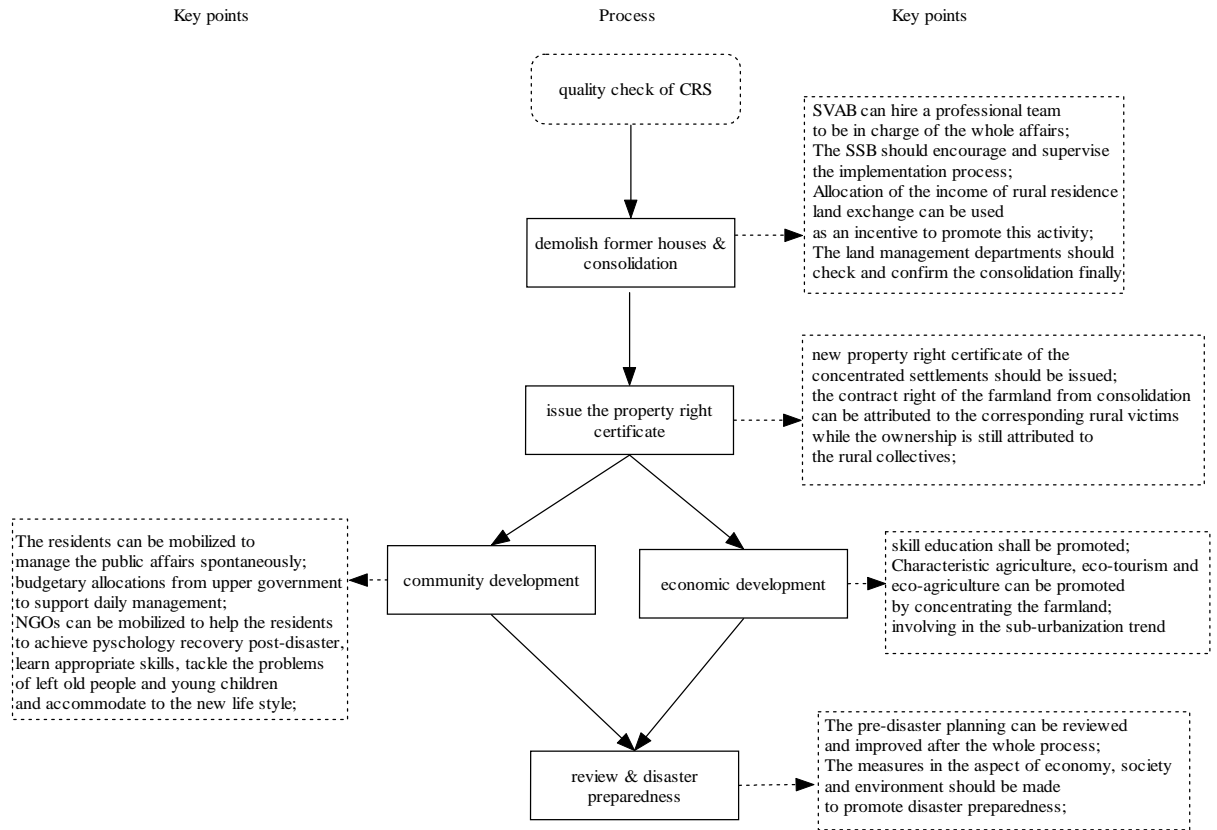 Key points
Process
Key points
quality check of CRS
SVAB can hire a professional team
to be in charge of the whole affairs;
The SSB should encourage and supervise
the implementation process;
Allocation of the income of rural residence
land exchange can be used
as an incentive to promote this activity;
The land management departments should
check and confirm the consolidation finally
demolish former houses &
consolidation
new property right certificate of the
concentrated settlements should be issued;
the contract right of the farmland from consolidation
can be attributed to the corresponding rural victims
while the ownership is still attributed to
the rural collectives;
issue the property right
certificate
The residents can be mobilized to
manage the public affairs spontaneously;
budgetary allocations from upper government
to support daily management;
NGOs can be mobilized to help the residents
to achieve pyschology recovery post-disaster,
learn appropriate skills, tackle the problems
of left old people and young children
and accommodate to the new life style;
community development
economic development
skill education shall be promoted;
Characteristic agriculture, eco-tourism and
eco-agriculture can be promoted
by concentrating the farmland;
involving in the sub-urbanization trend
review & disaster
preparedness
The pre-disaster planning can be reviewed
and improved after the whole process;
The measures in the aspect of economy, society
and environment should be made
to promote disaster preparedness;